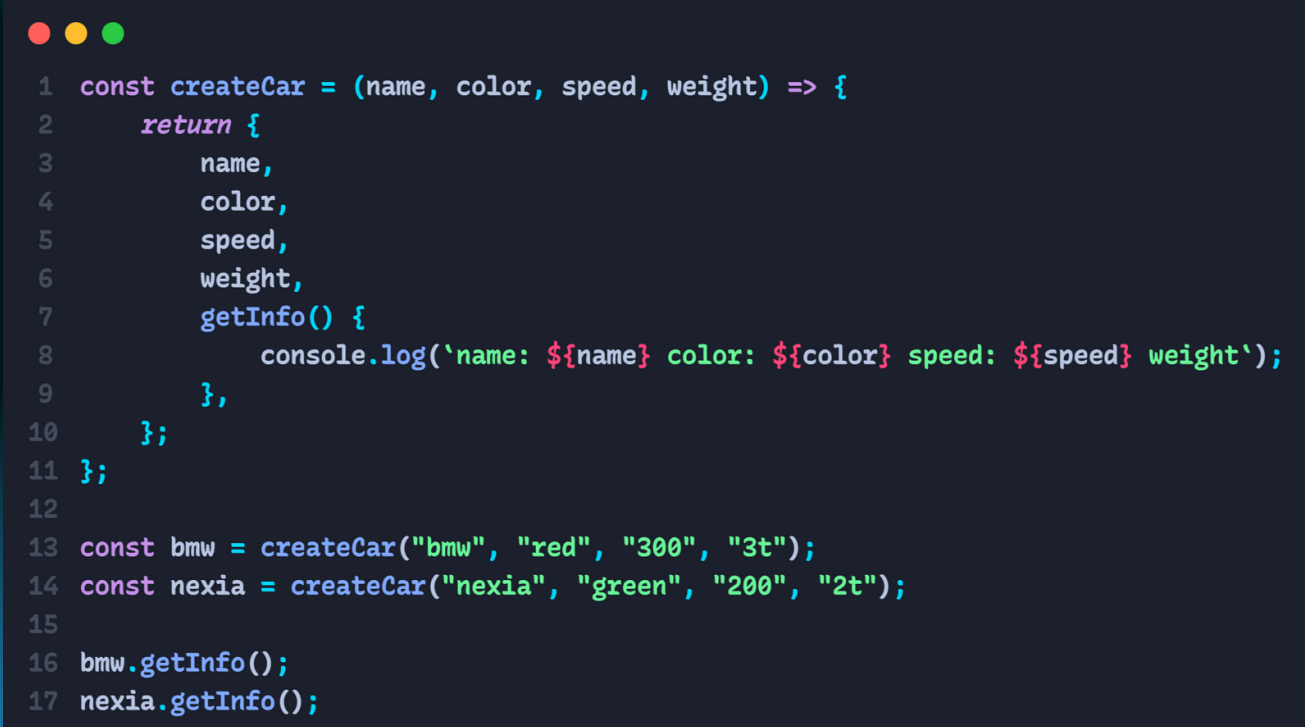 1 const createCar = (name, color, speed, weight) => {
2     return {
3         name,
4         color,
5         speed,
6         weight,
7         getInfo() {
8             console.log(`name: ${name} color: ${color} speed: ${speed} weight`);
9         },
10     };
11 };
12
13 const bmw = createCar("bmw", "red", "300", "3t");
14 const nexia = createCar("nexia", "green", "200", "2t");
15
16 bmw.getInfo();
17 nexia.getInfo();